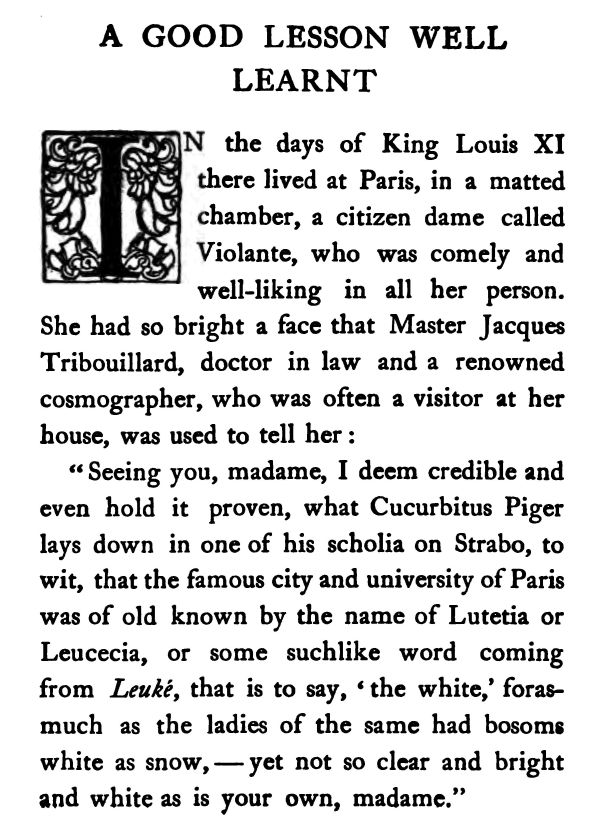 A GOOD LESSON WELL
LEARNT
IN the days of King Louis XI
there lived at Paris, in a matted
chamber, a citizen dame called
Violante, who was comely and
well-liking in all her person.
She had so bright a face that Master Jacques
Tribouillard, doctor in law and a renowned
cosmographer, who was often a visitor at her
house, was used to tell her :
“Seeing you, madame, I deem credible and
even hold it proven, what Cucurbitus Piger
lays down in one of his scholia on Strabo, to
wit, that the famous city and university of Paris
was of old known by the name of Lutetia or
Leucecia, or some suchlike word coming
from Leuké, that is to say, ‘the white,’ foras-
much as the ladies of the same had bosoms
white as snow,—yet not so clear and bright
and white as is your own, madame.”